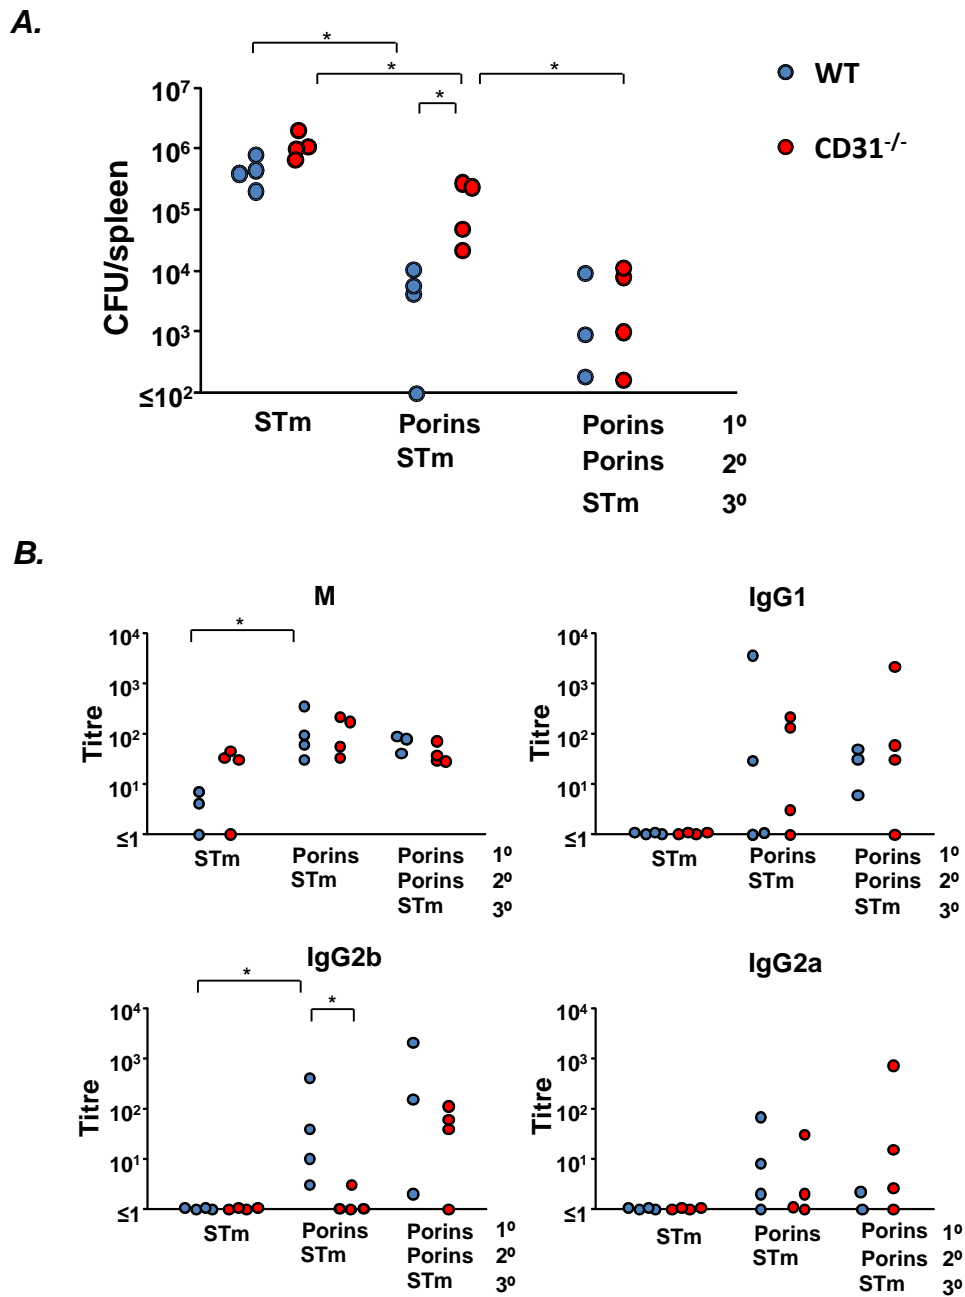 A.
*
* *
*
WT
CD31-/-
CFU/spleen
10⁷
10⁶
10⁵
10⁴
10³
≤10²
STm Porins Porins 1º
STm Porins 2º
STm 3º
B.
M
*
Titre
10⁴
10³
10²
10¹
≤1
STm Porins Porins 1º
STm Porins 2º
STm 3º
IgG1
Titre
10⁴
10³
10²
10¹
≤1
STm Porins Porins 1º
STm Porins 2º
STm 3º
IgG2b
*
*
Titre
10⁴
10³
10²
10¹
≤1
STm Porins Porins 1º
STm Porins 2º
STm 3º
IgG2a
Titre
10⁴
10³
10²
10¹
≤1
STm Porins Porins 1º
STm Porins 2º
STm 3º